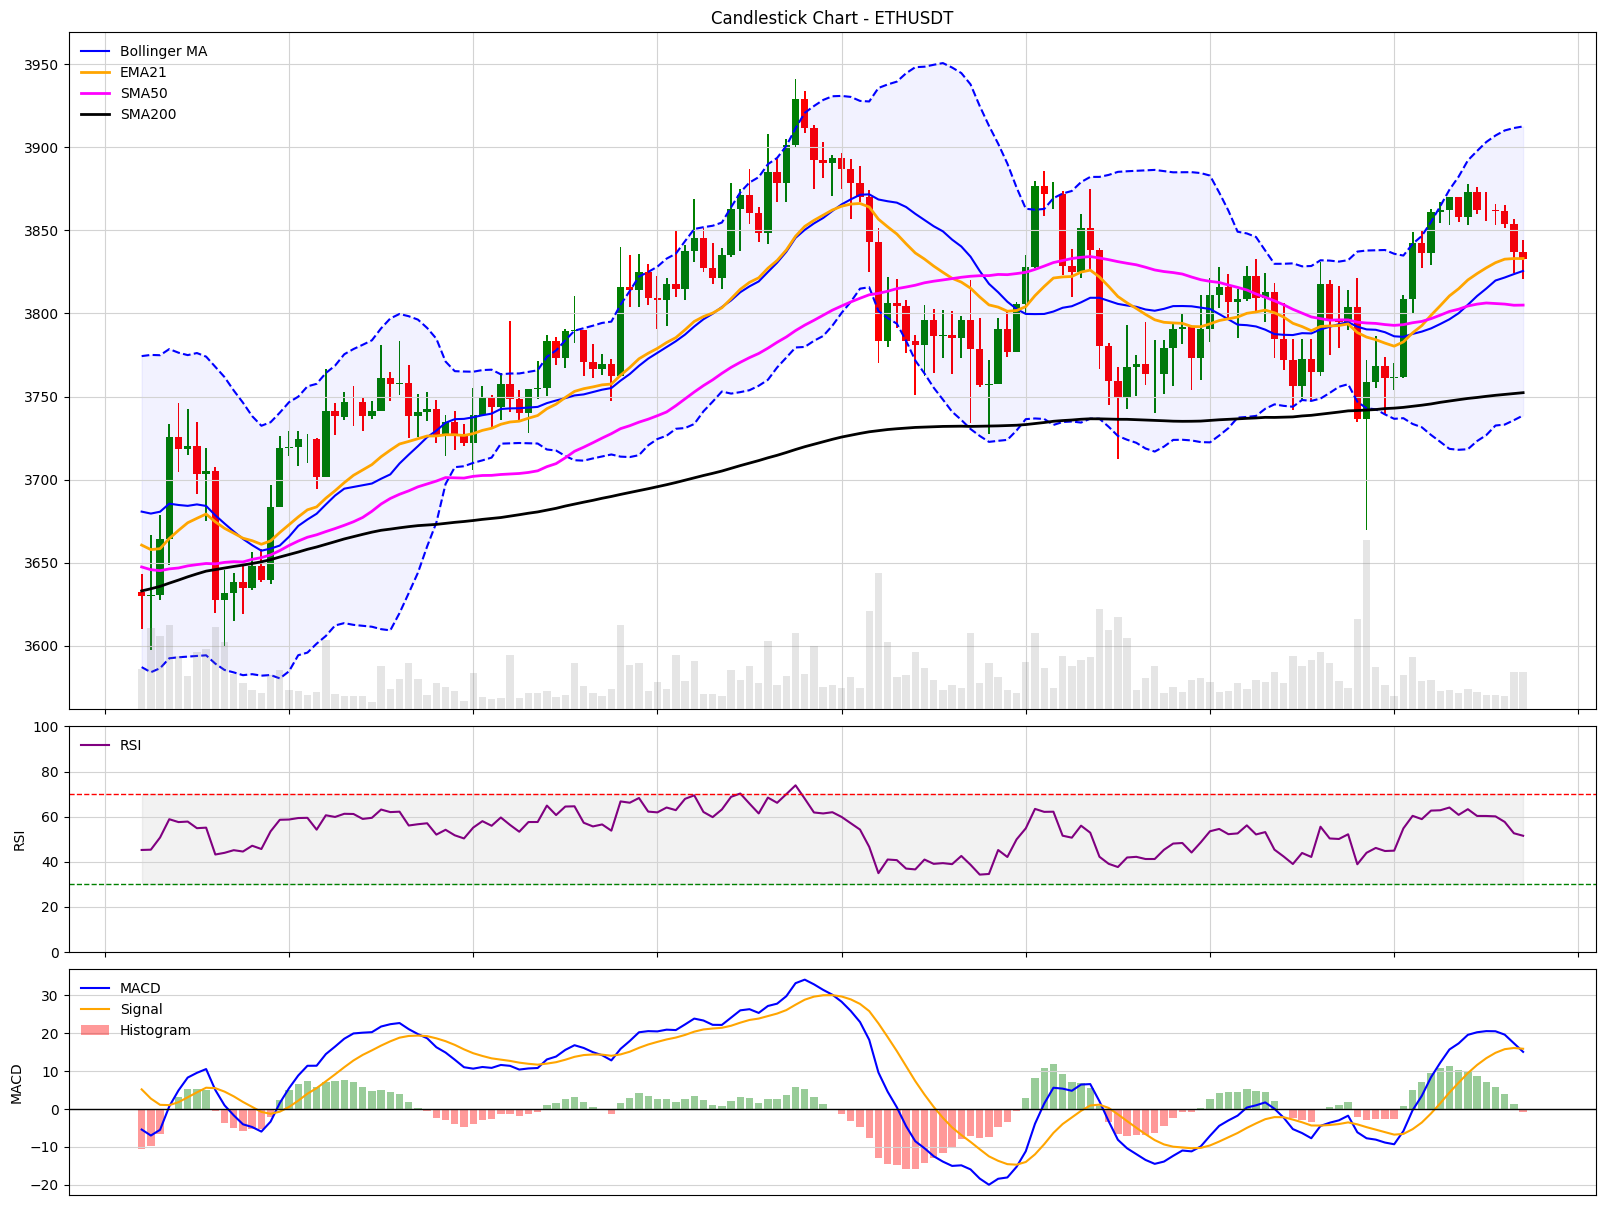 Candlestick Chart - ETHUSDT
Bollinger MA
EMA21
SMA50
SMA200
3950
3900
3850
3800
3750
3700
3650
3600
RSI
100
80
60
40
20
0
RSI
MACD
Signal
Histogram
30
20
10
0
−10
−20
MACD